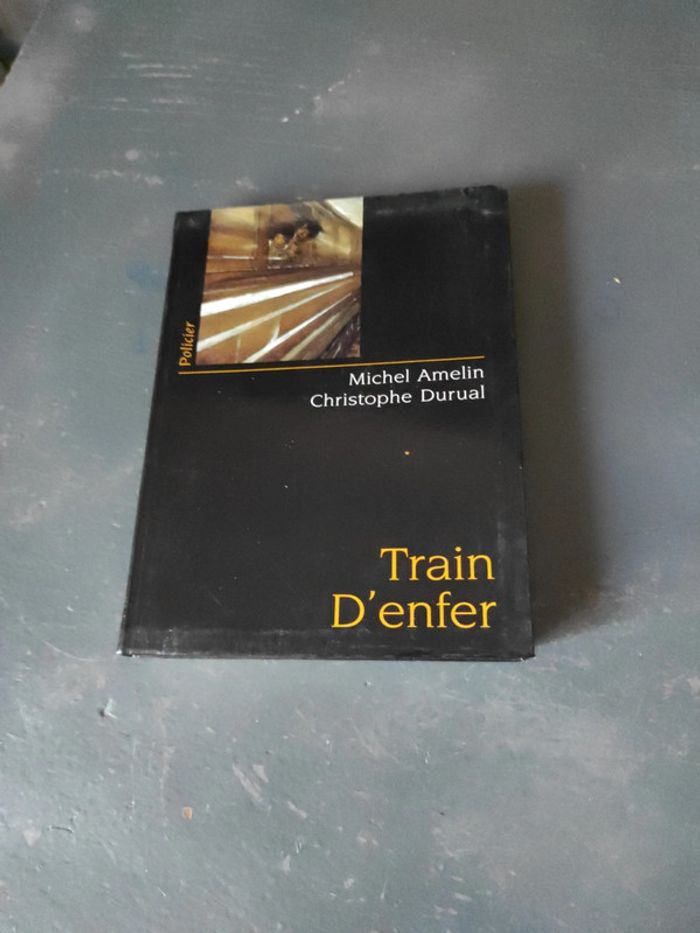 Policier
Michel Amelin
Christophe Durual
Train
D'enfer